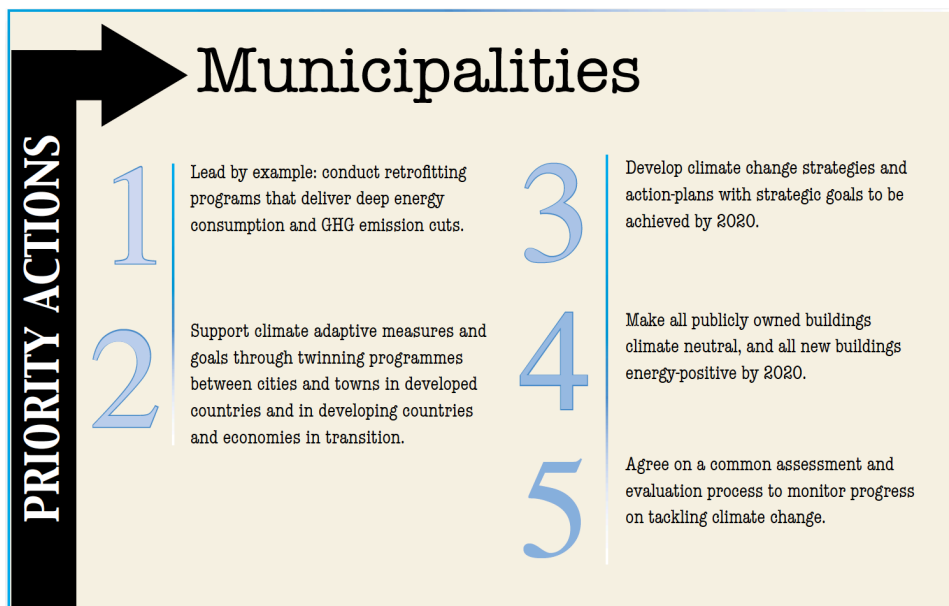 PRIORITY ACTIONS
Municipalities
1
Lead by example: conduct retrofitting
programs that deliver deep energy
consumption and GHG emission cuts.
2
Support climate adaptive measures and
goals through twinning programmes
between cities and towns in developed
countries and in developing countries
and economies in transition.
3
Develop climate change strategies and
action-plans with strategic goals to be
achieved by 2020.
4
Make all publicly owned buildings
climate neutral, and all new buildings
energy-positive by 2020.
5
Agree on a common assessment and
evaluation process to monitor progress
on tackling climate change.